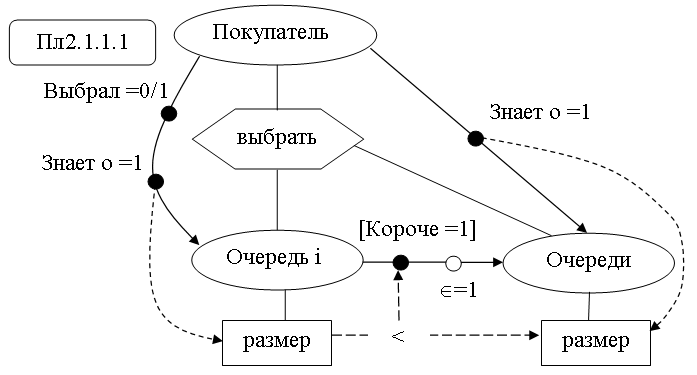 Пл2.1.1.1
Покупатель
Выбрал =0/1
Знает о =1
выбрать
Знает о =1
[Короче =1]
Очередь i
Очереди
∈=1
размер
<
размер